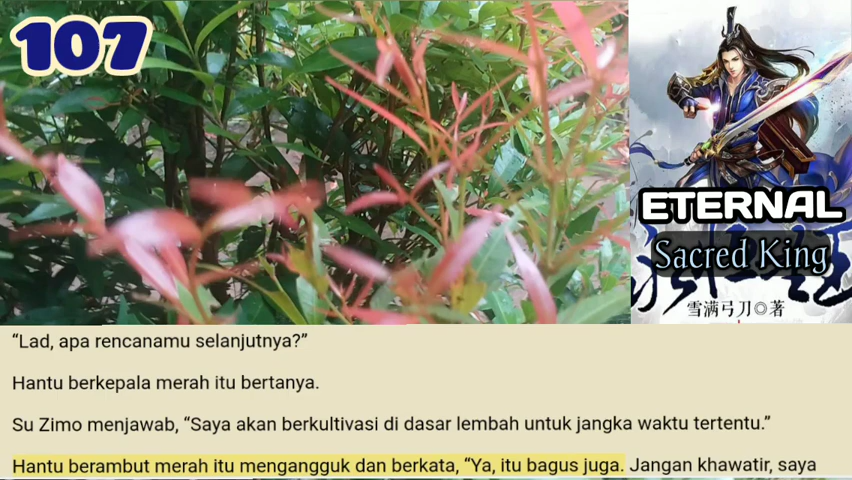 107
ETERNAL
Sacred King
雪满弓刀◎著
“Lad, apa rencanamu selanjutnya?”
Hantu berkepala merah itu bertanya.
Su Zimo menjawab, “Saya akan berkultivasi di dasar lembah untuk jangka waktu tertentu.”
Hantu berambut merah itu mengangguk dan berkata, “Ya, itu bagus juga. Jangan khawatir, saya